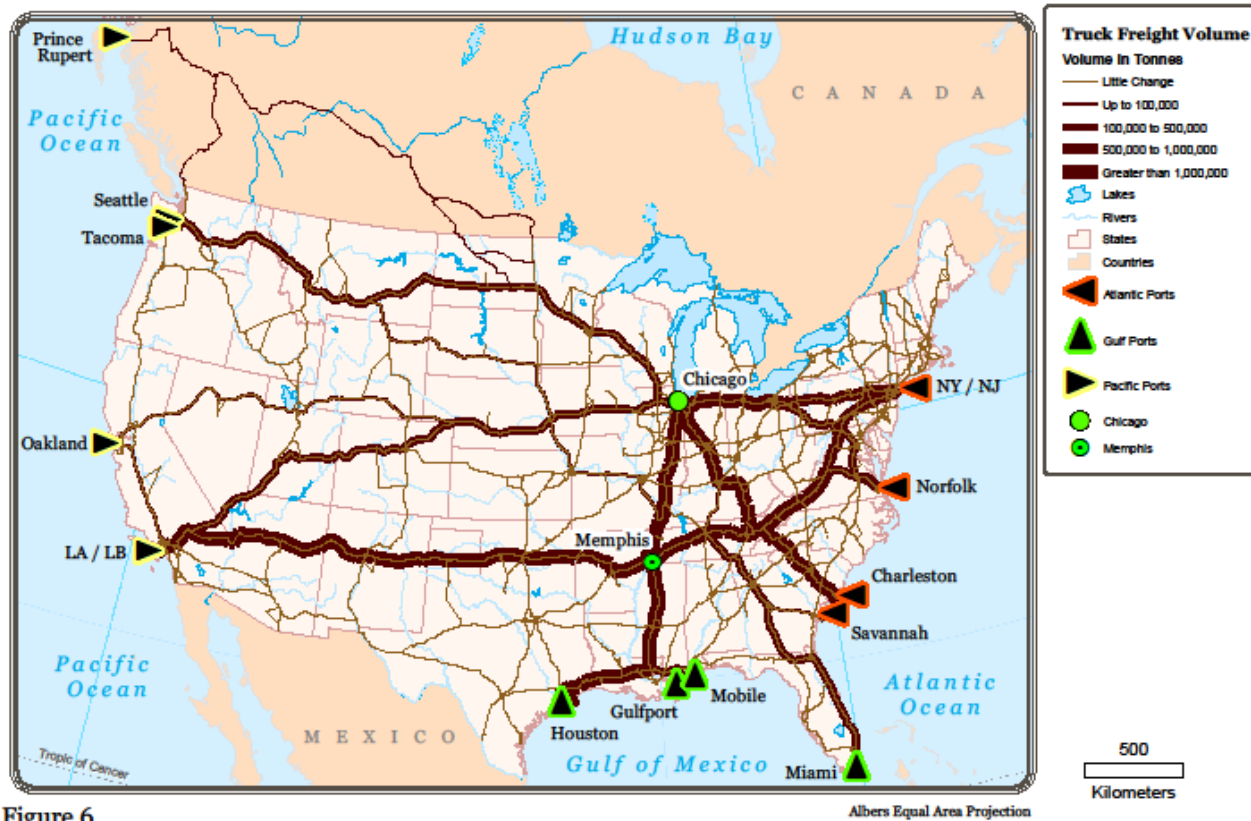 Prince
Rupert
Hudson Bay
CANADA
Pacific
Ocean
Seattle
Tacoma
Chicago
NY / NJ
Oakland
Norfolk
LA / LB
Memphis
Charleston
Savannah
Pacific
Ocean
Atlantic
Ocean
Mobile
Gulfport
Houston
MEXICO
Gulf of Mexico
Miami
Tropic of Cancer
Figure 6
Albers Equal Area Projection
Truck Freight Volume
Volume in Tonnes
Little Change
Up to 100,000
100,000 to 500,000
500,000 to 1,000,000
Greater than 1,000,000
Lakes
Rivers
States
Countries
Atlantic Ports
Gulf Ports
Pacific Ports
Chicago
Memphis
500
Kilometers